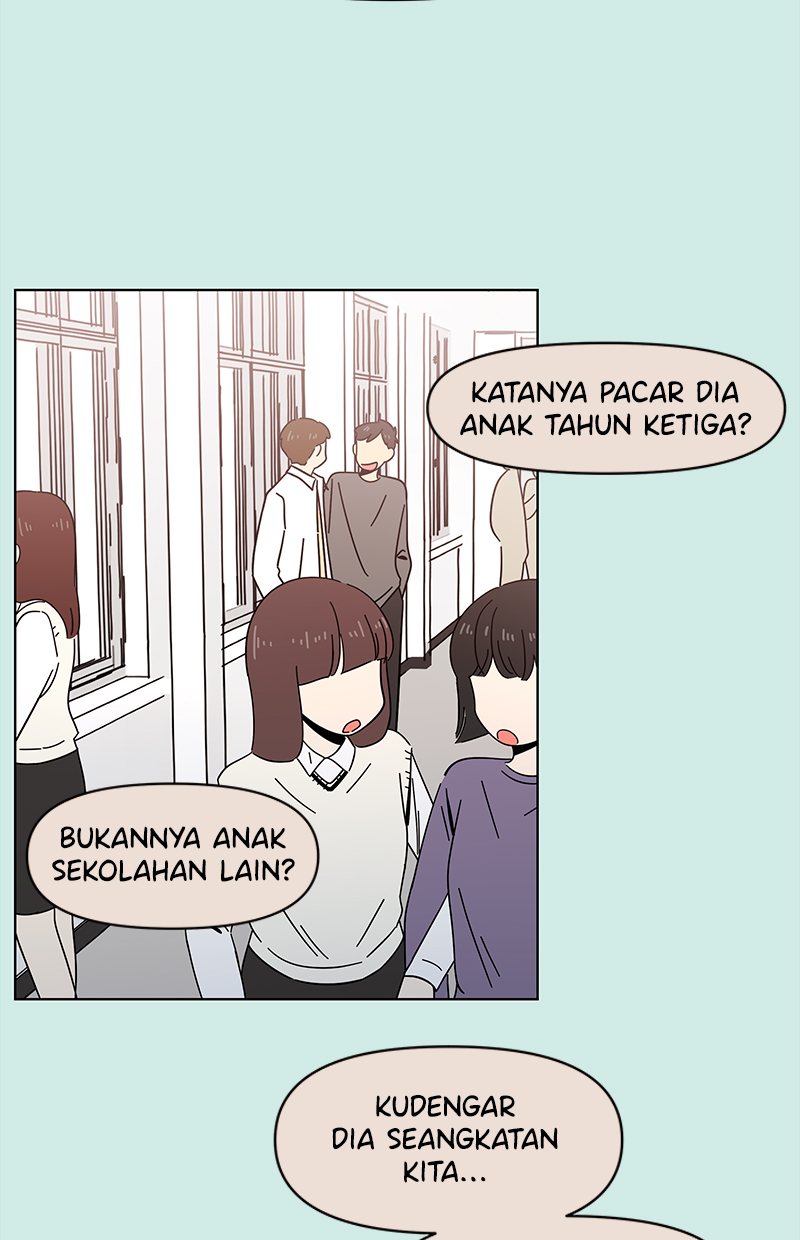 KATANYA PACAR DIA
ANAK TAHUN KETIGA?
BUKANNYA ANAK
SEKOLAHAN LAIN?
KUDENGAR
DIA SEANGKATAN
KITA...